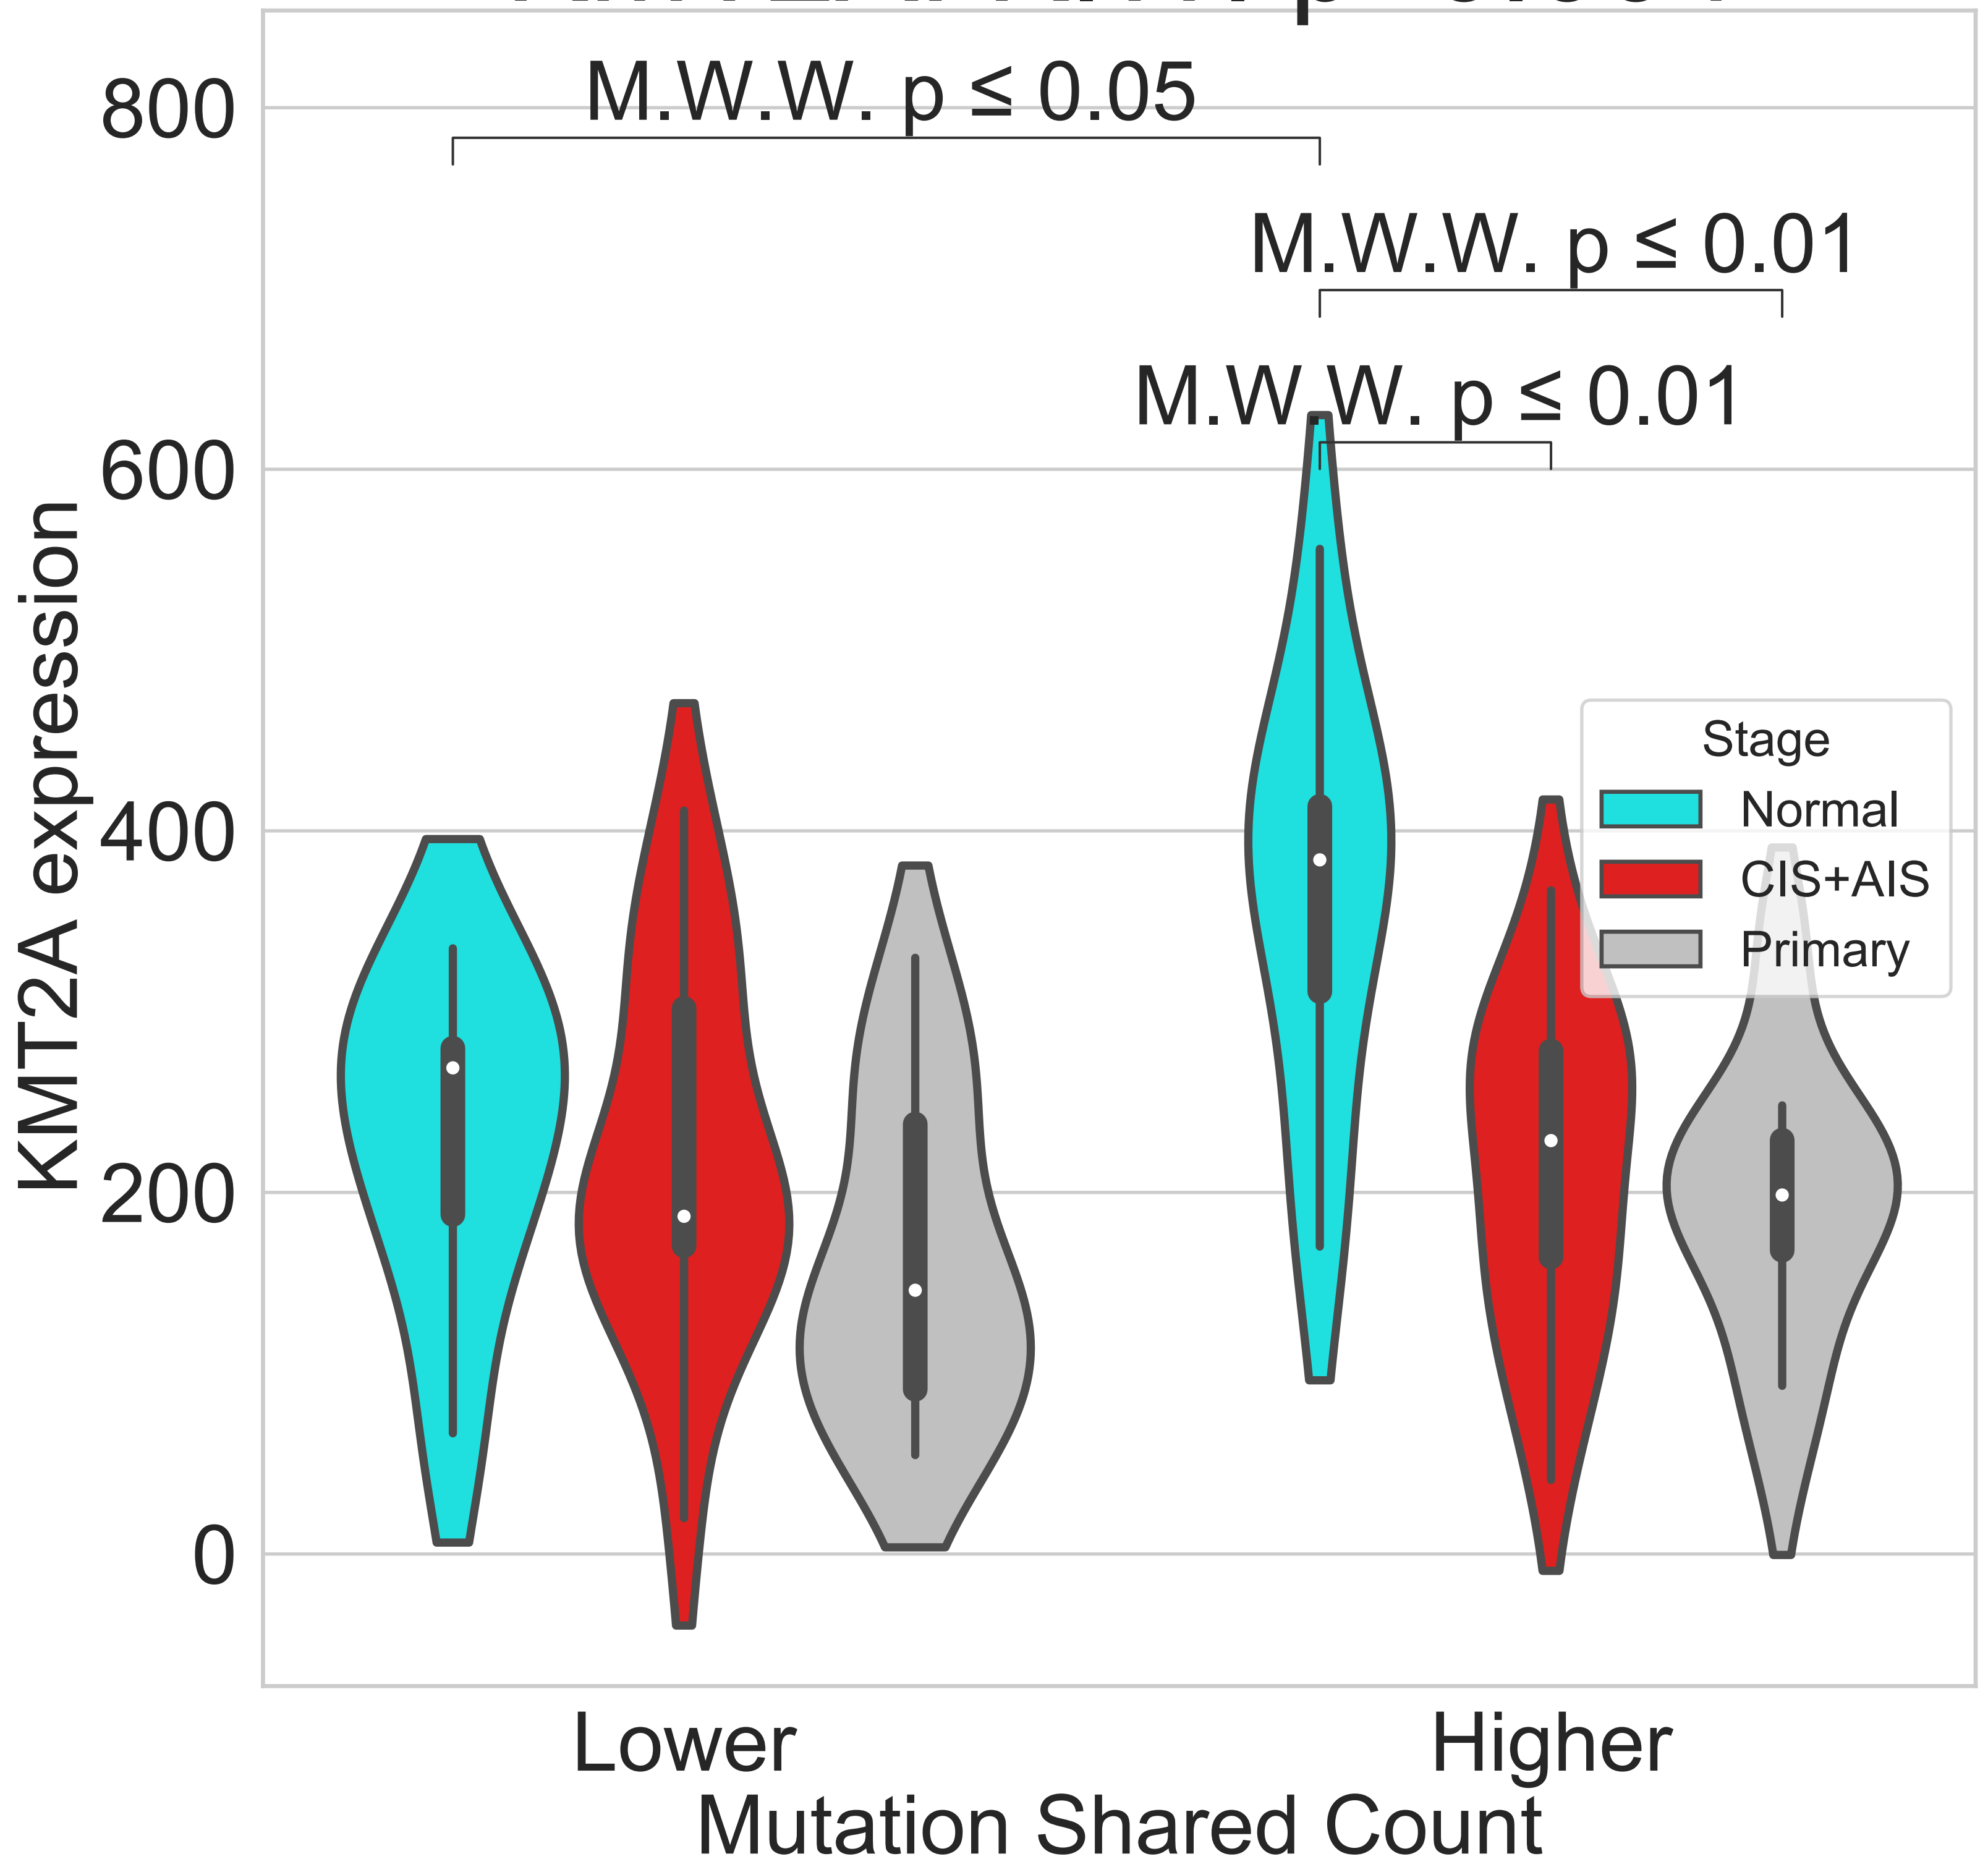 M.W.W. p ≤ 0.05
M.W.W. p ≤ 0.01
M.W.W. p ≤ 0.01
800
600
400
200
0
KMT2A expression
Stage
Normal
CIS+AIS
Primary
Lower
Higher
Mutation Shared Count